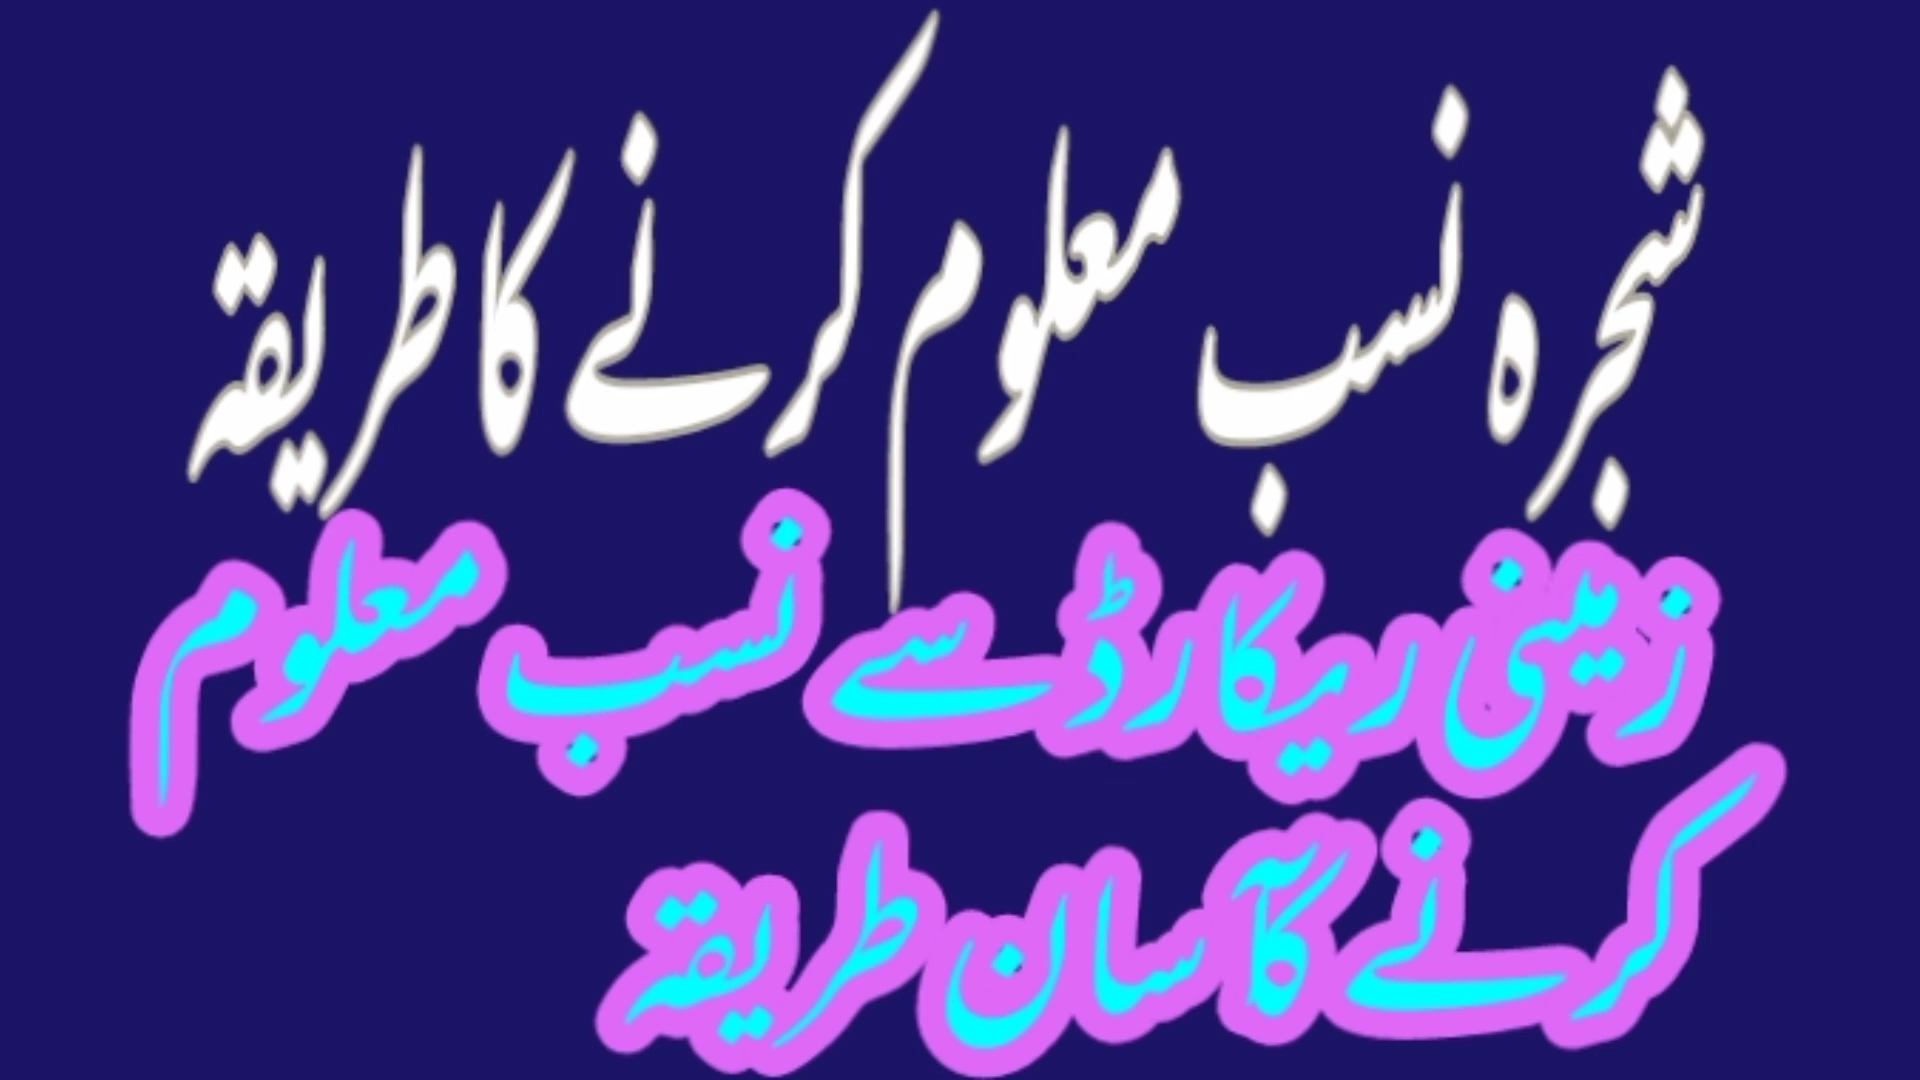 شجرہ نسب معلوم کرنے کا طریقہ
زمینی ریکارڈ سے نسب معلوم
کرنے کا آسان طریقہ